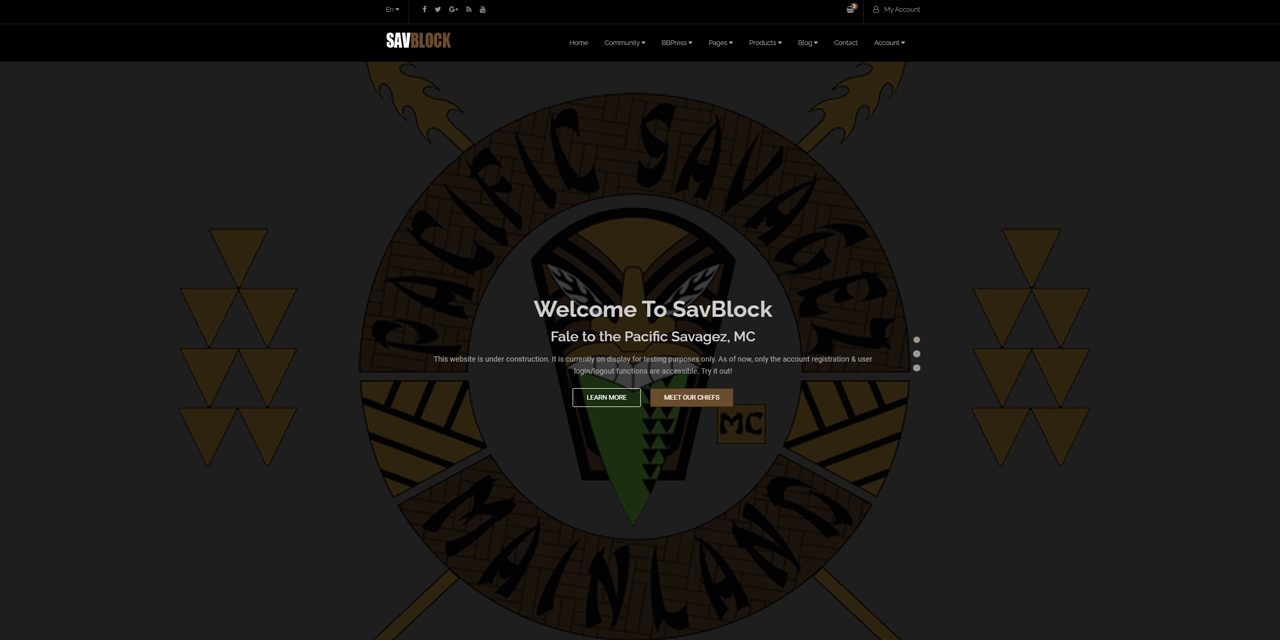 En
3
My Account
SAVBLOCK
Home Community BBPress Pages Products Blog Contact Account
PACIFIC SAVAGEZ
Welcome To SavBlock
Fale to the Pacific Savagez, MC
This website is under construction. It is currently on display for testing purposes only. As of now, only the account registration & user
login/logout functions are accessible. Try it out!
LEARN MORE MEET OUR CHIEFS
MC
MAINLAND